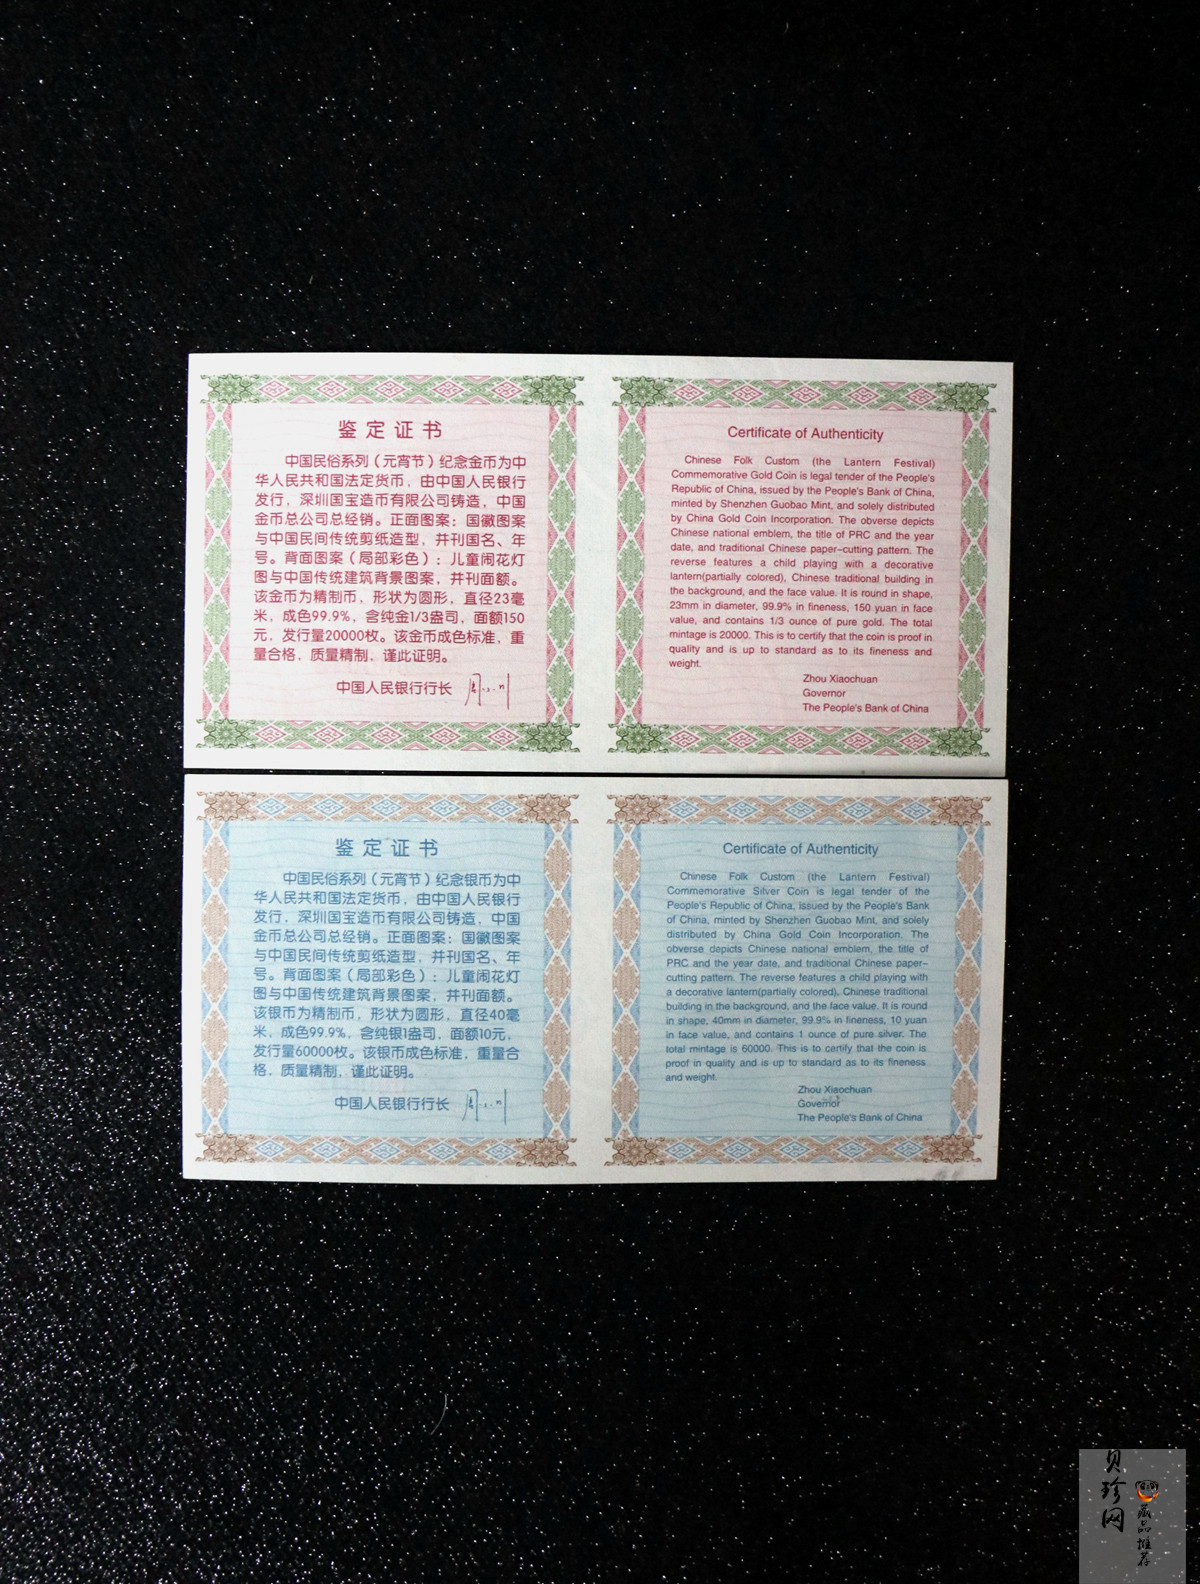 鉴定证书
中国民俗系列（元宵节）纪念金币为中
华人民共和国法定货币，由中国人民银行
发行，深圳国宝造币有限公司铸造，中国
金币总公司总经销。正面图案：国徽图案
与中国民间传统剪纸造型，并刊国名、年
号。背面图案（局部彩色）：儿童闹花灯
图与中国传统建筑背景图案，并刊面额。
该金币为精制币，形状为圆形，直径23毫
米，成色99.9%，含纯金1/3盎司，面额150
元，发行量20000枚。该金币成色标准，重
量合格，质量精制，谨此证明。
中国人民银行行长
Certificate of Authenticity
Chinese Folk Custom (the Lantern Festival)
Commemorative Gold Coin is legal tender of the People's
Republic of China, issued by the People's Bank of China,
minted by Shenzhen Guobao Mint, and solely distributed
by China Gold Coin Incorporation. The obverse depicts
Chinese national emblem, the title of PRC and the year
date, and traditional Chinese paper-cutting pattern. The
reverse features a child playing with a decorative
lantern(partially colored), Chinese traditional building in
the background, and the face value. It is round in shape,
23mm in diameter, 99.9% in fineness, 150 yuan in face
value, and contains 1/3 ounce of pure gold. The total
mintage is 20000. This is to certify that the coin is proof in
quality and is up to standard as to its fineness and
weight.
Zhou Xiaochuan
Governor
The People's Bank of China
鉴定证书
中国民俗系列（元宵节）纪念银币为中
华人民共和国法定货币，由中国人民银行
发行，深圳国宝造币有限公司铸造，中国
金币总公司总经销。正面图案：国徽图案
与中国民间传统剪纸造型，并刊国名、年
号。背面图案（局部彩色）：儿童闹花灯
图与中国传统建筑背景图案，并刊面额。
该银币为精制币，形状为圆形，直径40毫
米，成色99.9%，含纯银1盎司，面额10元，
发行量60000枚。该银币成色标准，重量合
格，质量精制，谨此证明。
中国人民银行行长
Certificate of Authenticity
Chinese Folk Custom (the Lantern Festival)
Commemorative Silver Coin is legal tender of the
People's Republic of China, issued by the People's Bank
of China, minted by Shenzhen Guobao Mint, and solely
distributed by China Gold Coin Incorporation. The
obverse depicts Chinese national emblem, the title of
PRC and the year date, and traditional Chinese paper-
cutting pattern. The reverse features a child playing with
a decorative lantern(partially colored), Chinese traditional
building in the background, and the face value. It is round
in shape, 40mm in diameter, 99.9% in fineness, 10 yuan
in face value, and contains 1 ounce of pure silver. The
total mintage is 60000. This is to certify that the coin is
proof in quality and is up to standard as to its fineness
and weight.
Zhou Xiaochuan
Governor
The People's Bank of China
贝珍网
品推荐